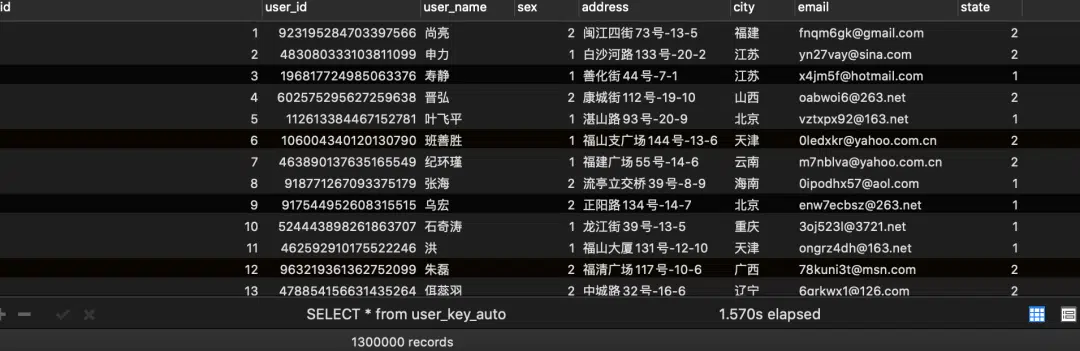 id user_id user_name sex address city email state
1 923195284703397566 尚亮 2 闽江四街73号-13-5 福建 fnqm6gk@gmail.com 2
2 483080333103811099 申力 1 白沙河路133号-20-2 江苏 yn27vay@sina.com 2
3 196817724985063376 寿静 1 善化街44号-7-1 江苏 x4jm5f@hotmail.com 1
4 602575295627259638 晋弘 2 康城街112号-19-10 山西 oabwoi6@263.net 2
5 112613384467152781 叶飞平 1 湛山路93号-20-9 北京 vztxpx92@163.net 1
6 106004340120130790 班善胜 1 福山支广场144号-13-6 天津 0ledxkr@yahoo.com.cn 2
7 463890137635165549 纪环瑾 1 福建广场55号-14-6 云南 m7nblva@yahoo.com.cn 2
8 918771267093375179 张海 2 流亭立交桥39号-8-9 海南 0ipodhx57@aol.com 1
9 917544952608315515 乌宏 2 正阳路134号-14-7 北京 enw7ecbsz@263.net 1
10 524443898261863707 石奇涛 1 龙江街39号-13-5 重庆 3oj523l@3721.net 1
11 462592910175522246 洪 1 福山大厦131号-12-10 天津 ongrz4dh@163.net 1
12 963219361362752099 朱磊 2 福清广场117号-10-6 广西 78kuni3t@msn.com 2
13 478854156631435264 佴蕊羽 2 中城路32号-16-6 辽宁 6qrkwx1@126.com 2
SELECT * from user_key_auto 1.570s elapsed
1300000 records